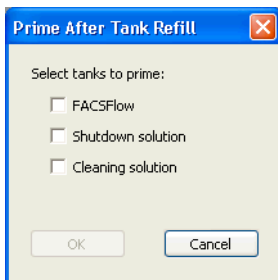 Prime After Tank Refill
Select tanks to prime:
FACSFlow
Shutdown solution
Cleaning solution
OK
Cancel